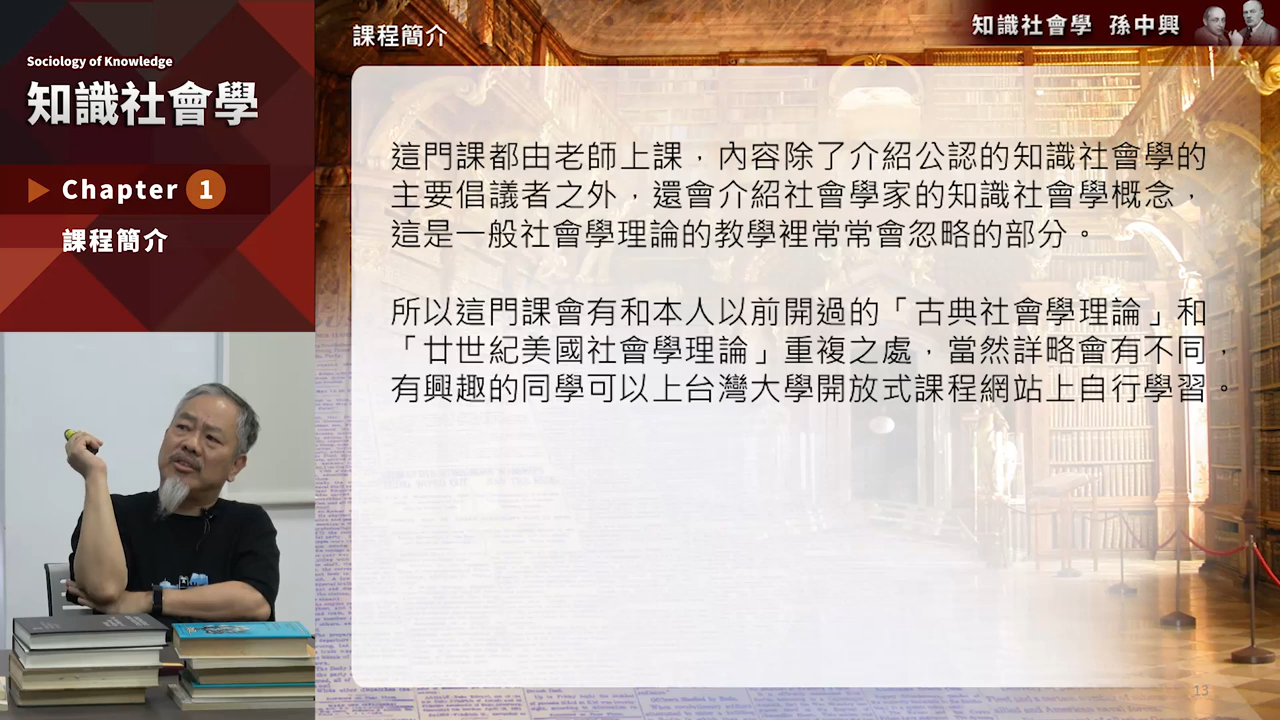 Sociology of Knowledge
知識社會學
Chapter 1
課程簡介
課程簡介
知識社會學 孫中興
這門課都由老師上課，內容除了介紹公認的知識社會學的
主要倡議者之外，還會介紹社會學家的知識社會學概念，
這是一般社會學理論的教學裡常常會忽略的部分。
所以這門課會有和本人以前開過的「古典社會學理論」和
「廿世紀美國社會學理論」重複之處，當然詳略會有不同，
有興趣的同學可以上台灣大學開放式課程網站上自行學習。
13